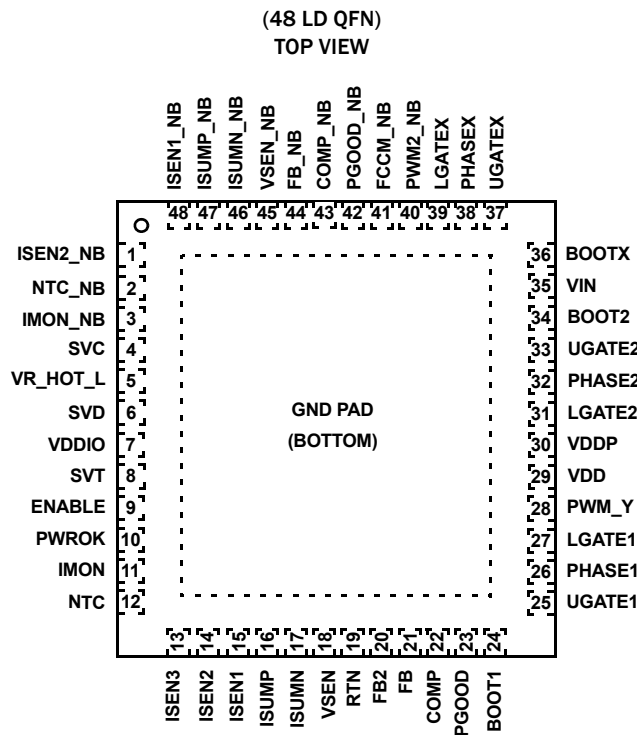 (48 LD QFN)
TOP VIEW
ISEN1_NB
ISUMP_NB
ISUMN_NB
VSEN_NB
FB_NB
COMP_NB
PGOOD_NB
FCCM_NB
PWM2_NB
LGATEX
PHASEX
UGATEX
48 47 46 45 44 43 42 41 40 39 38 37
ISEN2_NB 1
NTC_NB 2
IMON_NB 3
SVC 4
VR_HOT_L 5
SVD 6
VDDIO 7
SVT 8
ENABLE 9
PWROK 10
IMON 11
NTC 12
GND PAD
(BOTTOM)
36 BOOTX
35 VIN
34 BOOT2
33 UGATE2
32 PHASE2
31 LGATE2
30 VDDP
29 VDD
28 PWM_Y
27 LGATE1
26 PHASE1
25 UGATE1
13 14 15 16 17 18 19 20 21 22 23 24
ISEN3
ISEN2
ISEN1
ISUMP
ISUMN
VSEN
RTN
FB2
FB
COMP
PGOOD
BOOT1